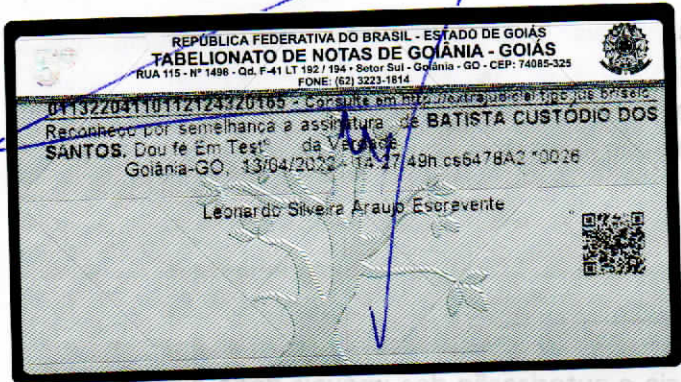 REPÚBLICA FEDERATIVA DO BRASIL - ESTADO DE GOIÁS
TABELIONATO DE NOTAS DE GOIÂNIA - GOIÁS
RUA 115 - Nº 1498 - Qd. F-41 LT 192 / 194 - Setor Sul - Goiânia - GO - CEP: 74085-325
FONE: (62) 3223-1814
Consulte em
Reconheço por semelhança a assinatura de BATISTA CUSTÓDIO DOS
SANTOS. Dou fé Em Testº da Verdade
Goiânia-GO, 13/04/2022 - 14:27:49h.cs6478A2 *0026
Leonardo Silveira Araujo Escrevente